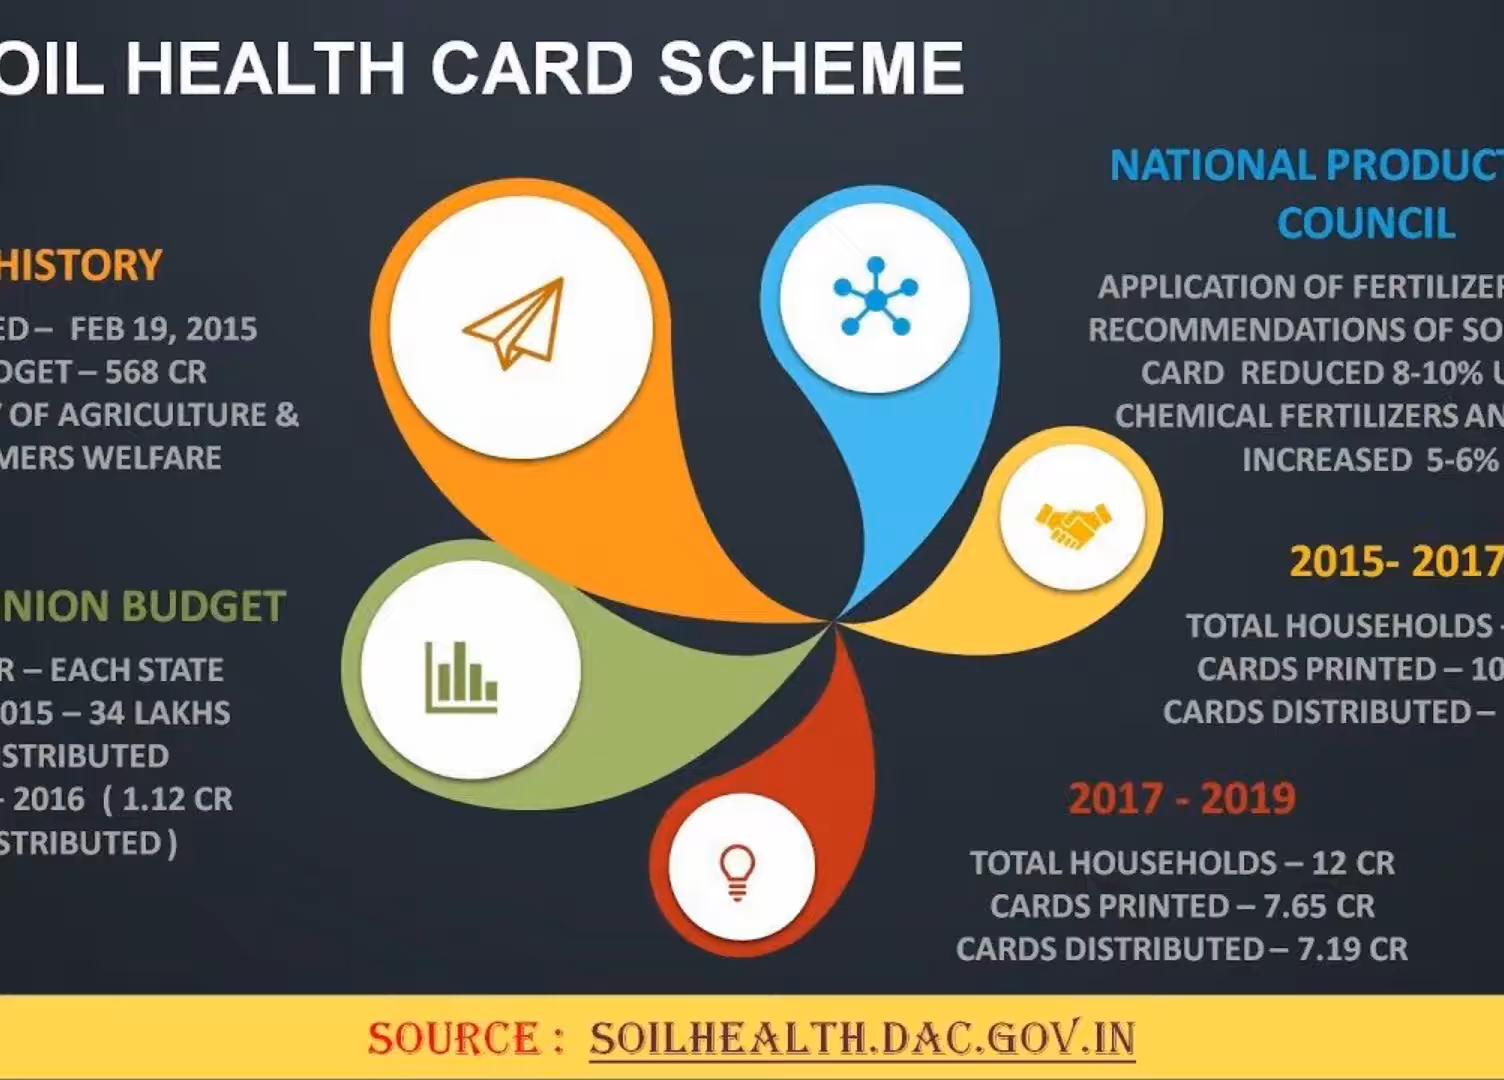 OIL HEALTH CARD SCHEME
HISTORY
ED – FEB 19, 2015
DGET – 568 CR
OF AGRICULTURE &
MERS WELFARE
NION BUDGET
R – EACH STATE
015 – 34 LAKHS
STRIBUTED
- 2016 ( 1.12 CR
STRIBUTED )
NATIONAL PRODUCT
COUNCIL
APPLICATION OF FERTILIZER
RECOMMENDATIONS OF SO
CARD REDUCED 8-10% U
CHEMICAL FERTILIZERS AN
INCREASED 5-6%
2015- 2017
TOTAL HOUSEHOLDS -
CARDS PRINTED – 10
CARDS DISTRIBUTED –
2017 - 2019
TOTAL HOUSEHOLDS – 12 CR
CARDS PRINTED – 7.65 CR
CARDS DISTRIBUTED – 7.19 CR
SOURCE : SOILHEALTH.DAC.GOV.IN